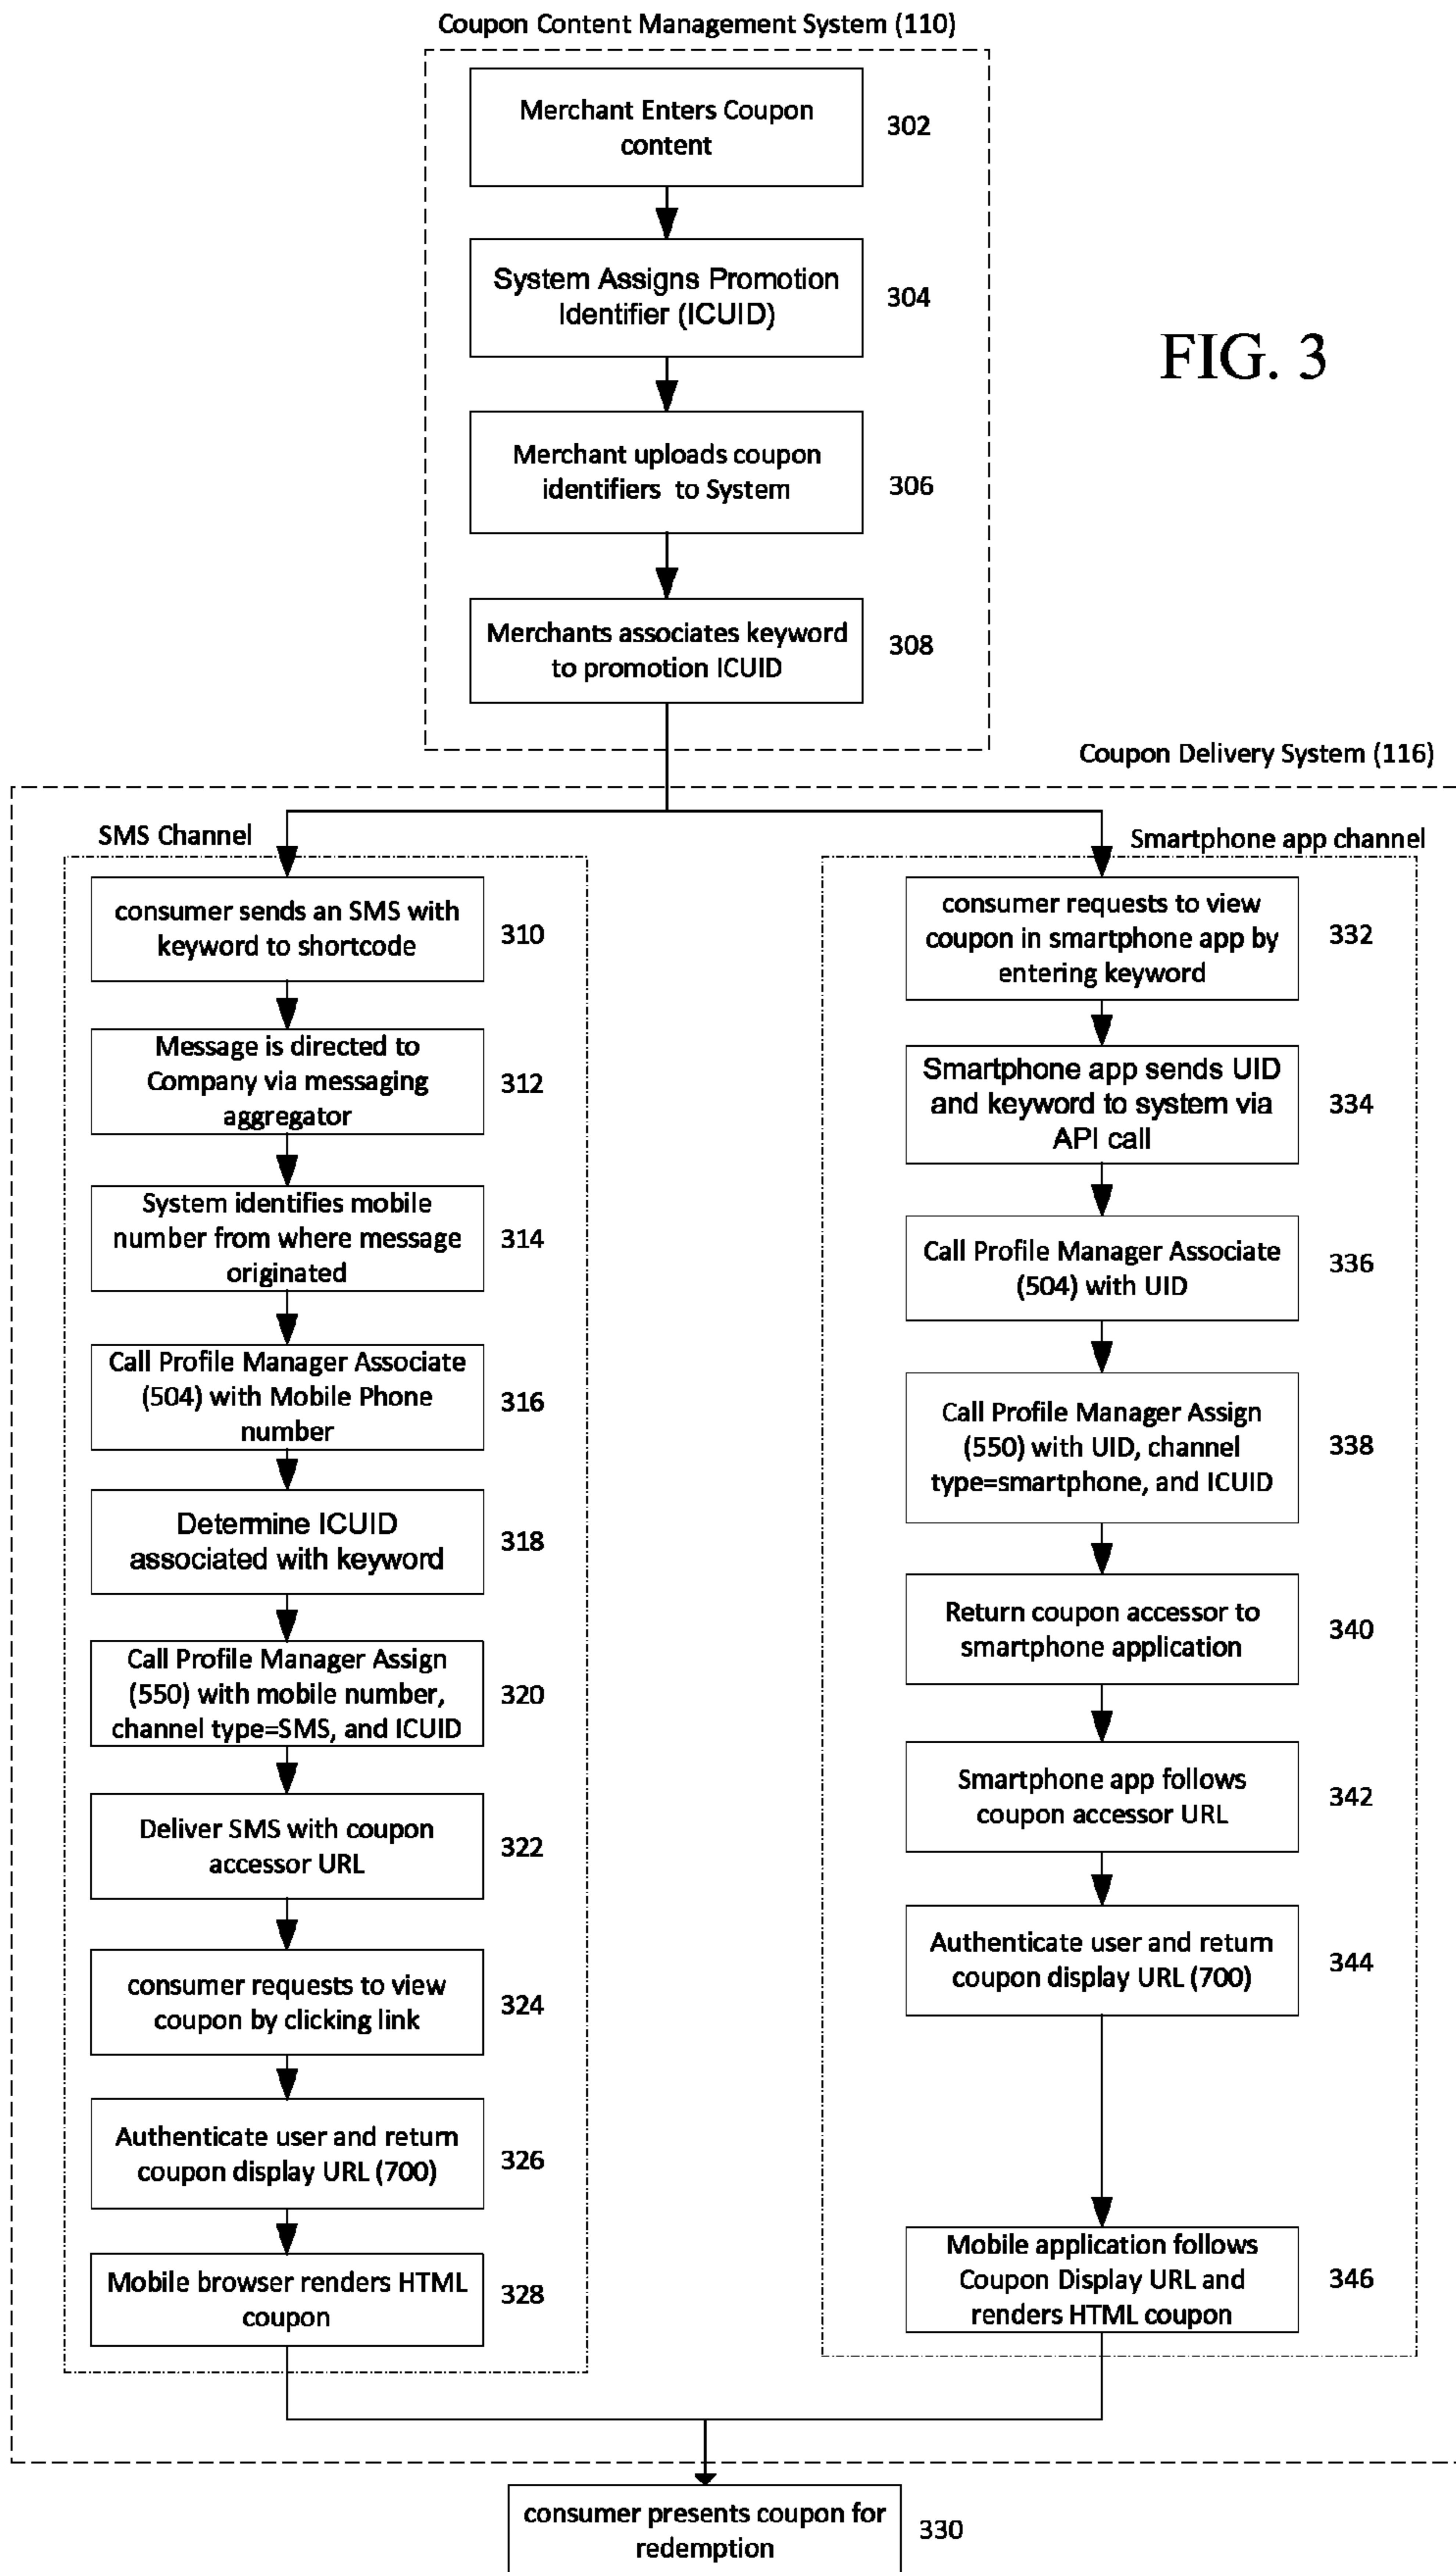 Coupon Content Management System (110)
Merchant Enters Coupon
content
302
System Assigns Promotion
Identifier (ICUID)
304
FIG. 3
Merchant uploads coupon
identifiers to System
306
Merchants associates keyword
to promotion ICUID
308
Coupon Delivery System (116)
SMS Channel
consumer sends an SMS with
keyword to shortcode
310
Message is directed to
Company via messaging
aggregator
312
System identifies mobile
number from where message
originated
314
Call Profile Manager Associate
(504) with Mobile Phone
number
316
Determine ICUID
associated with keyword
318
Call Profile Manager Assign
(550) with mobile number,
channel type=SMS, and ICUID
320
Deliver SMS with coupon
accessor URL
322
consumer requests to view
coupon by clicking link
324
Authenticate user and return
coupon display URL (700)
326
Mobile browser renders HTML
coupon
328
Smartphone app channel
consumer requests to view
coupon in smartphone app by
entering keyword
332
Smartphone app sends UID
and keyword to system via
API call
334
Call Profile Manager Associate
(504) with UID
336
Call Profile Manager Assign
(550) with UID, channel
type=smartphone, and ICUID
338
Return coupon accessor to
smartphone application
340
Smartphone app follows
coupon accessor URL
342
Authenticate user and return
coupon display URL (700)
344
Mobile application follows
Coupon Display URL and
renders HTML coupon
346
consumer presents coupon for
redemption
330